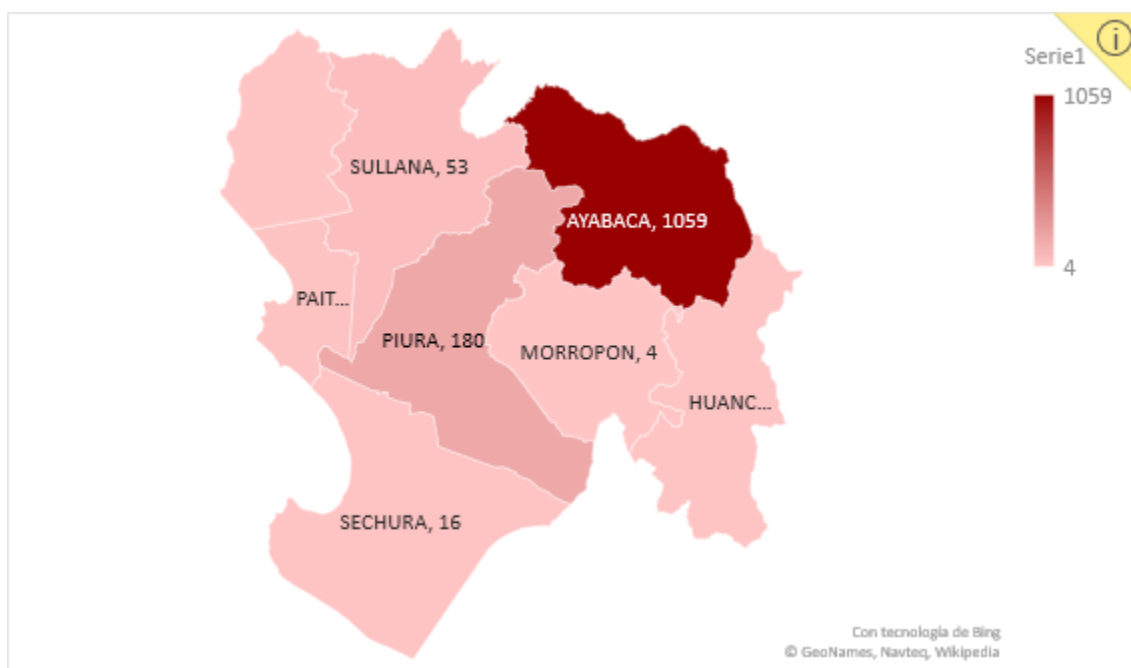 Serie1
1059
4
SULLANA, 53
AYABACA, 1059
PAIT...
PIURA, 180
MORROPON, 4
HUANC...
SECHURA, 16
Con tecnología de Bing
© GeoNames, Navteq, Wikipedia